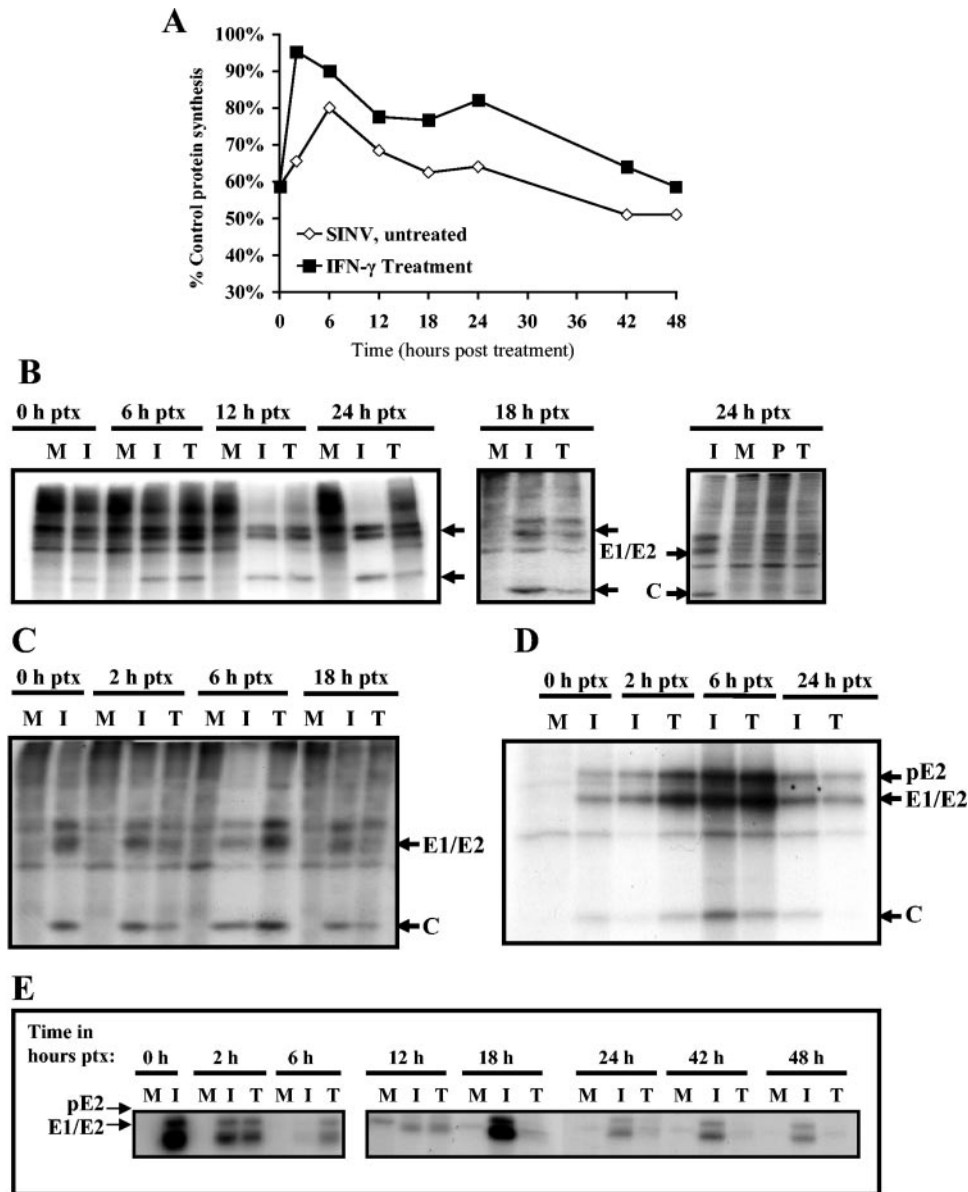 A
100%
90%
80%
70%
60%
50%
40%
30%
% Control protein synthesis
SINV, untreated
IFN-γ Treatment
0 6 12 18 24 30 36 42 48
Time (hours post treatment)
B
0 h ptx 6 h ptx 12 h ptx 24 h ptx 18 h ptx 24 h ptx
M I M I T M I T M I T M I T I M P T
E1/E2
C
C D
0 h ptx 2 h ptx 6 h ptx 18 h ptx
M I M I T M I T M I T
E1/E2
C
0 h ptx 2 h ptx 6 h ptx 24 h ptx
M I I T I T I T
pE2
E1/E2
C
E
Time in
hours ptx: 0 h 2 h 6 h 12 h 18 h 24 h 42 h 48 h
M I M I T M I T M I T M I T M I T M I T M I T
pE2
E1/E2